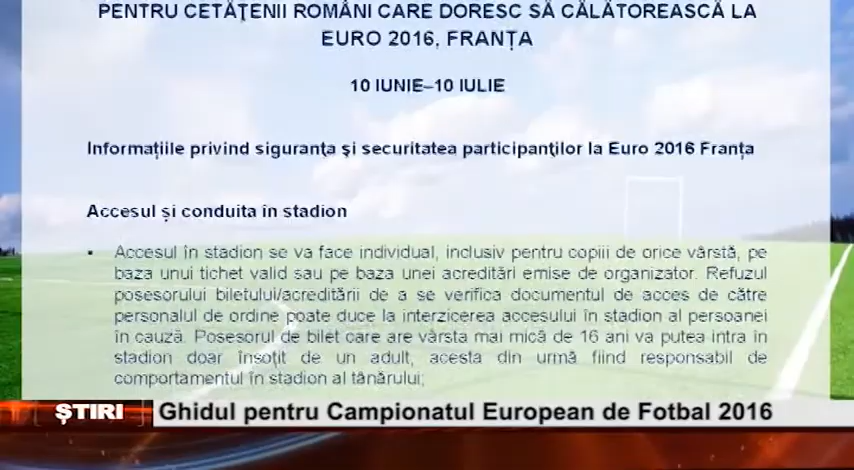 PENTRU CETĂŢENII ROMÂNI CARE DORESC SĂ CĂLĂTOREASCĂ LA
EURO 2016, FRANȚA
10 IUNIE–10 IULIE
Informațiile privind siguranţa şi securitatea participanţilor la Euro 2016 Franța
Accesul și conduita în stadion
▪ Accesul în stadion se va face individual, inclusiv pentru copiii de orice vârstă, pe
baza unui tichet valid sau pe baza unei acreditări emise de organizator. Refuzul
posesorului biletului/acreditării de a se verifica documentul de acces de către
personalul de ordine poate duce la interzicerea accesului în stadion al persoanei
în cauză. Posesorul de bilet care are vârsta mai mică de 16 ani va putea intra în
stadion doar însoțit de un adult, acesta din urmă fiind responsabil de
comportamentul în stadion al tânărului;
ȘTIRI Ghidul pentru Campionatul European de Fotbal 2016